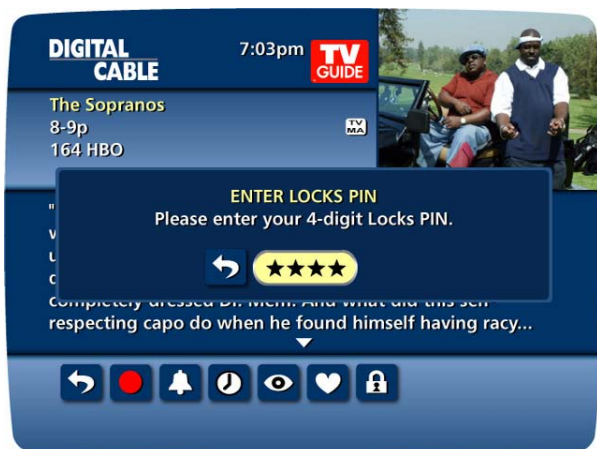 DIGITAL
CABLE
7:03pm
TV
GUIDE
The Sopranos
8-9p
TV
MA
164 HBO
ENTER LOCKS PIN
Please enter your 4-digit Locks PIN.
★★★★
"
completely dressed Dr. Melfi. And what did this self-
respecting capo do when he found himself having racy...